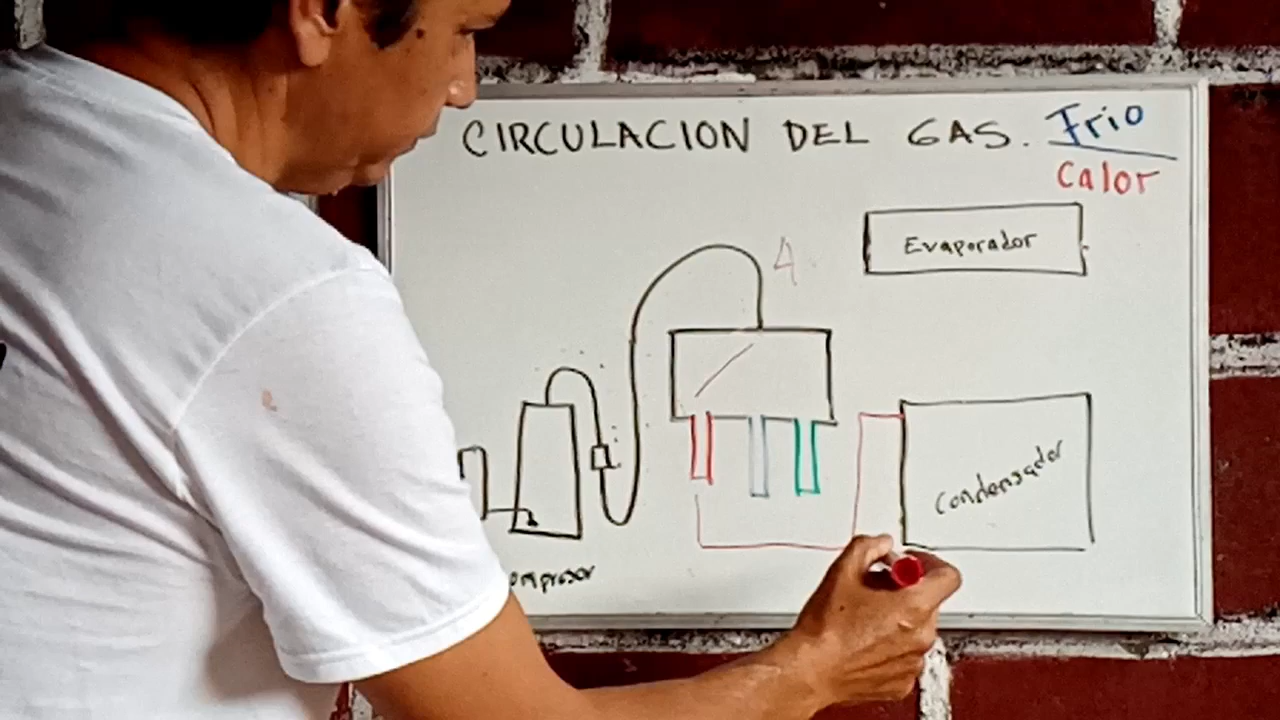 CIRCULACION DEL GAS. Frio
Calor
Evaporador
4
Condensador
ompresor